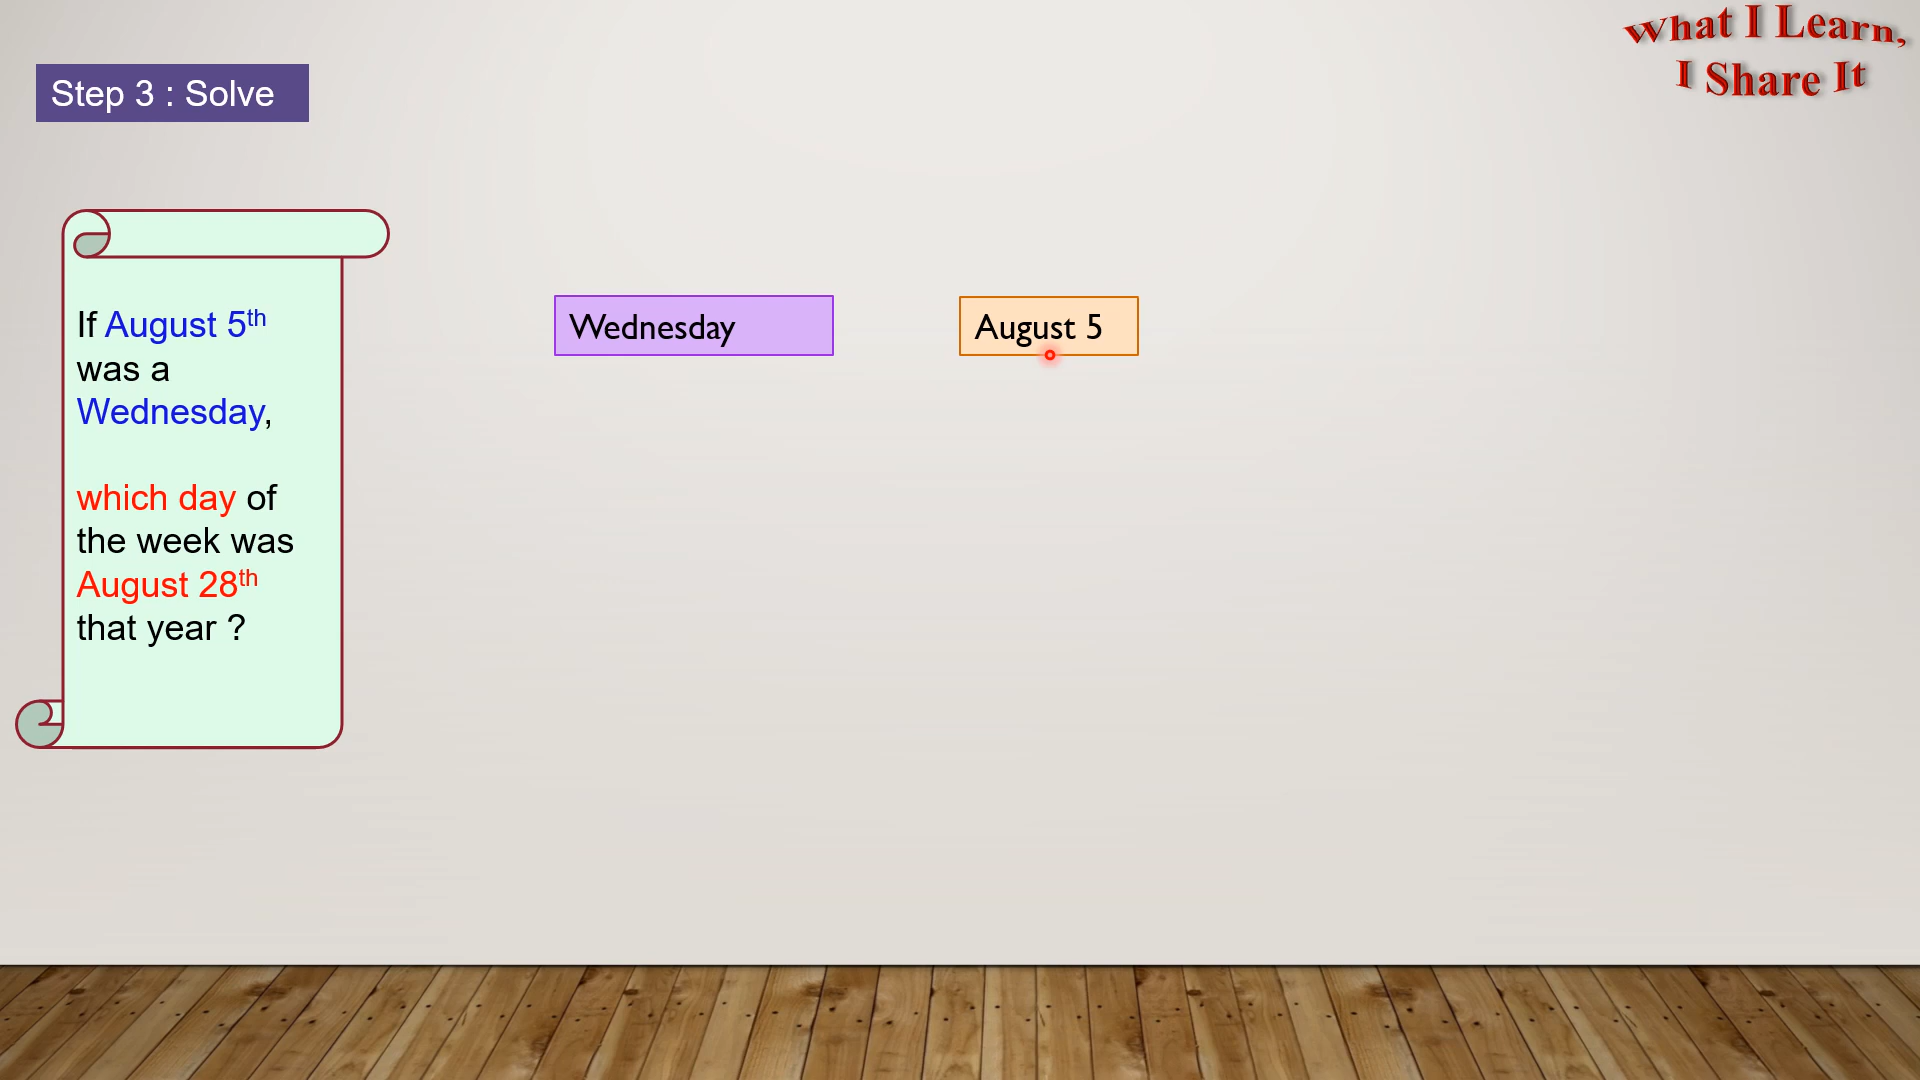 What I Learn,
I Share It
Step 3 : Solve
If August 5th
was a
Wednesday,
which day of
the week was
August 28th
that year ?
Wednesday
August 5